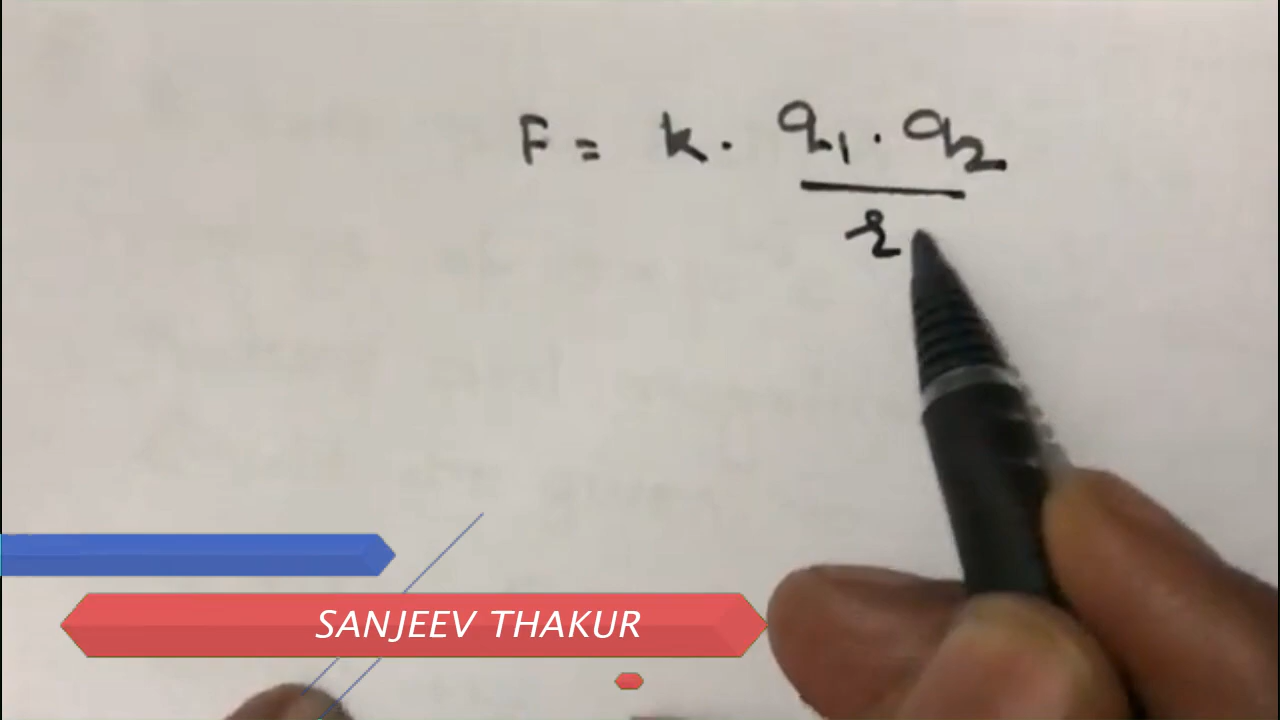 F = k . q1 . q2
r
SANJEEV THAKUR